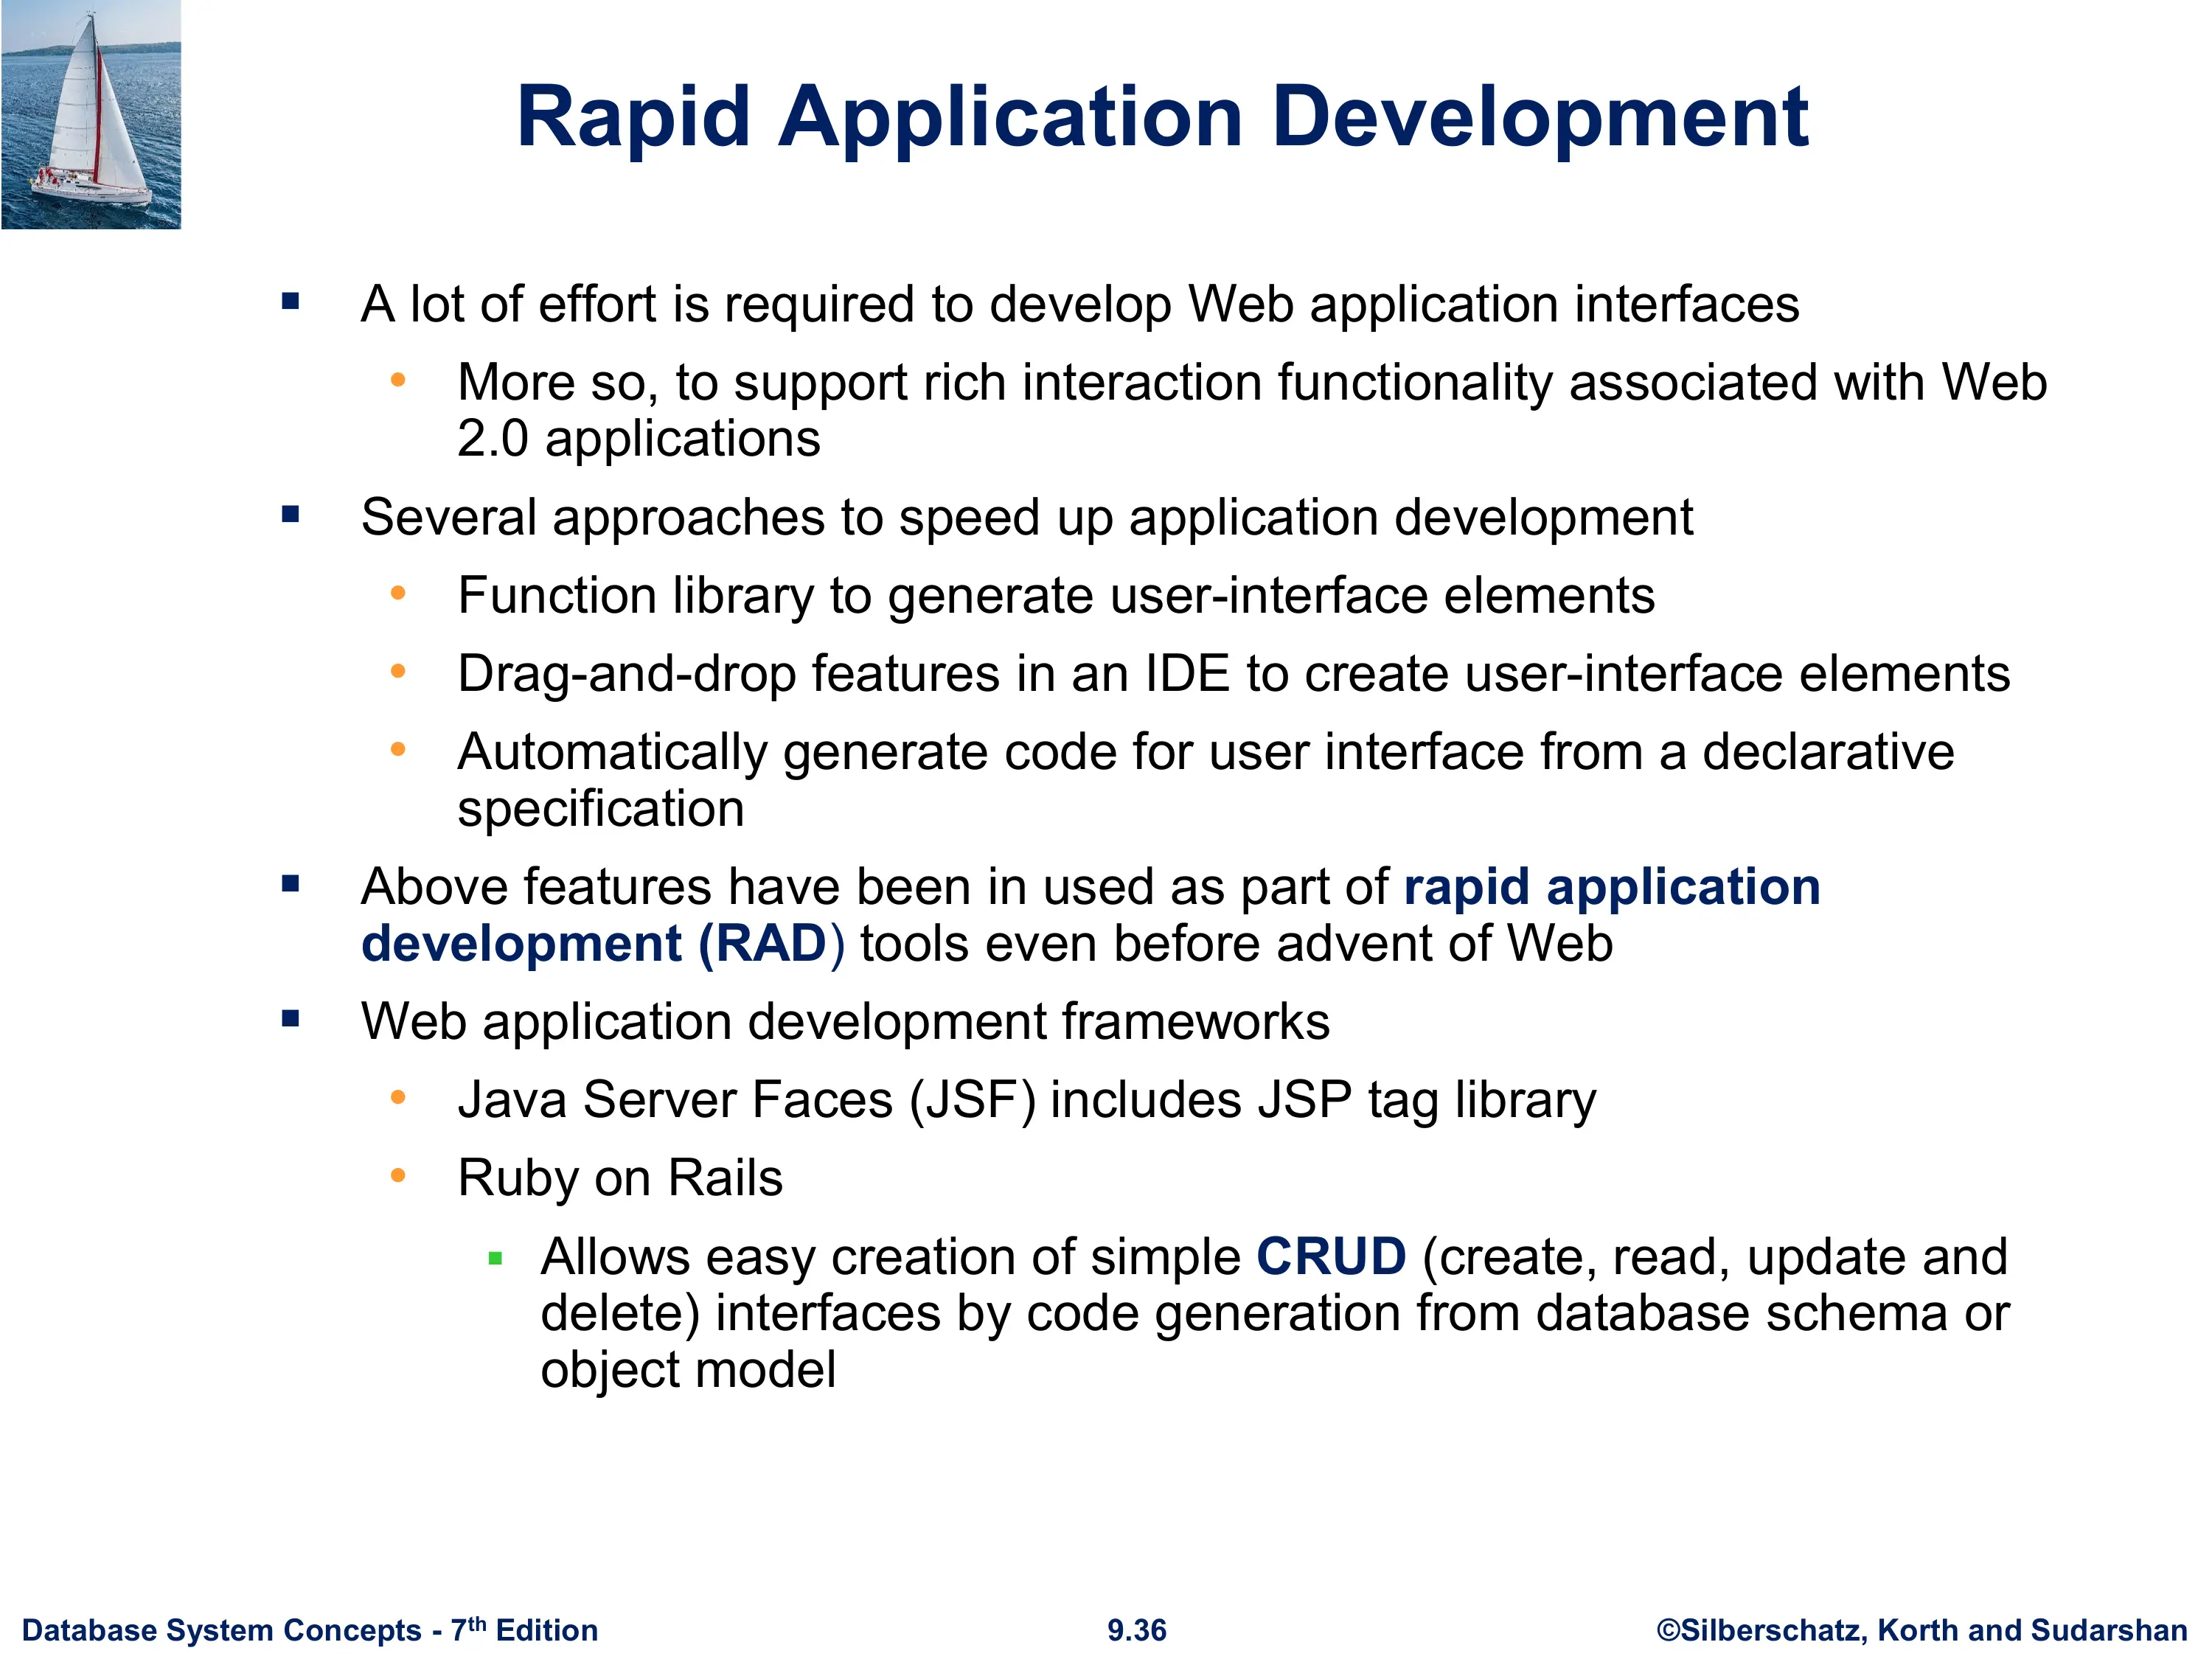 Rapid Application Development
▪ A lot of effort is required to develop Web application interfaces
• More so, to support rich interaction functionality associated with Web
2.0 applications
▪ Several approaches to speed up application development
• Function library to generate user-interface elements
• Drag-and-drop features in an IDE to create user-interface elements
• Automatically generate code for user interface from a declarative
specification
▪ Above features have been in used as part of rapid application
development (RAD) tools even before advent of Web
▪ Web application development frameworks
• Java Server Faces (JSF) includes JSP tag library
• Ruby on Rails
▪ Allows easy creation of simple CRUD (create, read, update and
delete) interfaces by code generation from database schema or
object model
Database System Concepts - 7th Edition
9.36
©Silberschatz, Korth and Sudarshan